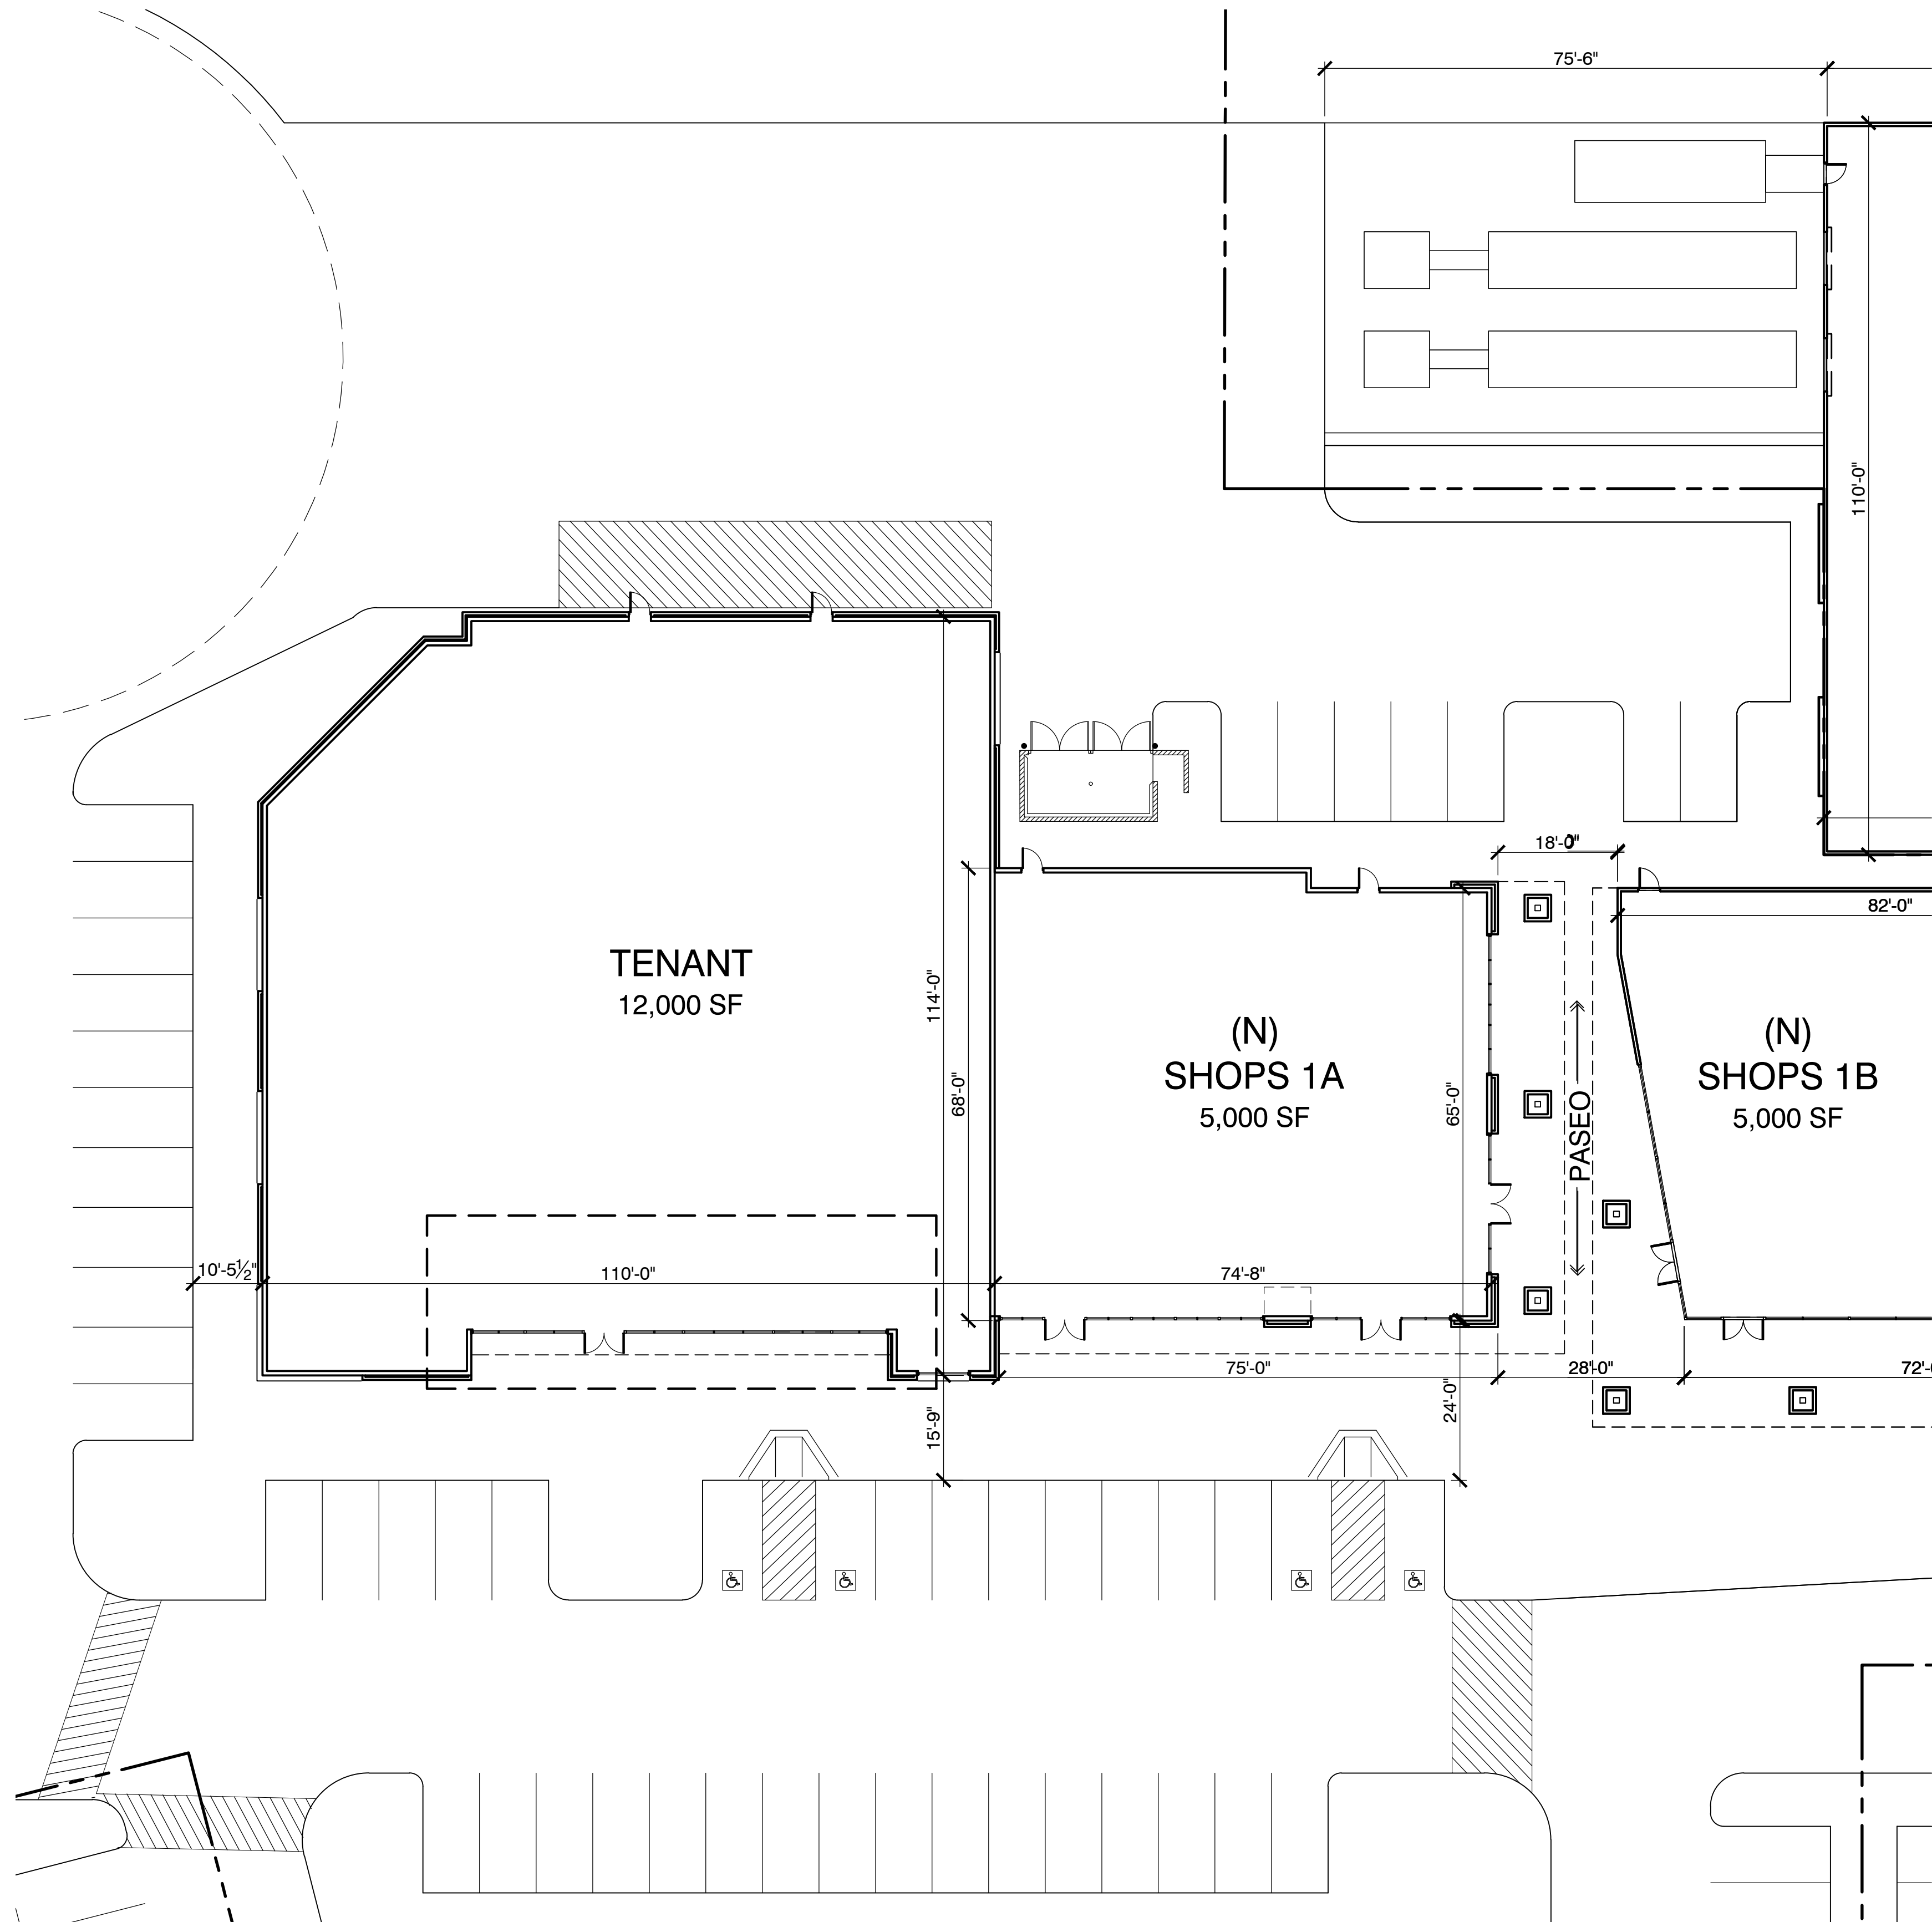 75'-6"
110'-0"
18'-0"
82'-0"
TENANT
12,000 SF
114'-0"
68'-0"
(N)
SHOPS 1A
5,000 SF
65'-0"
PASEO
(N)
SHOPS 1B
5,000 SF
10'-5½"
110'-0"
74'-8"
75'-0"
28'-0"
15'-9"
24'-0"